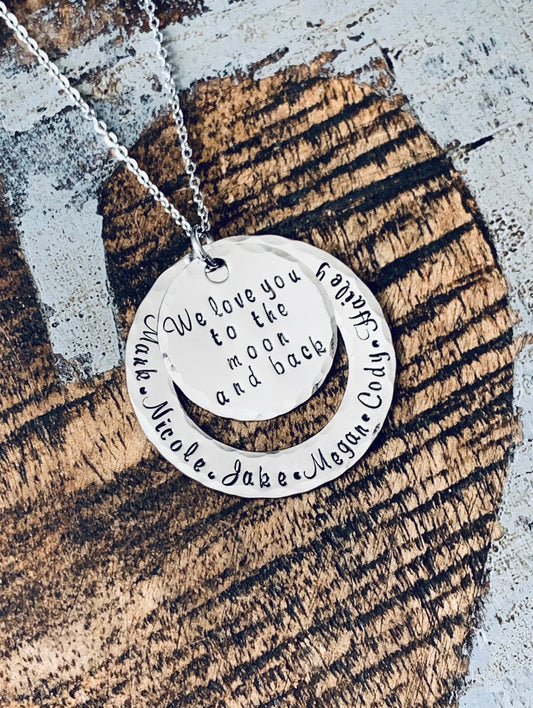 We love you
to the
moon
and back
Mark • Nicole • Jake • Megan • Cody • Hailey